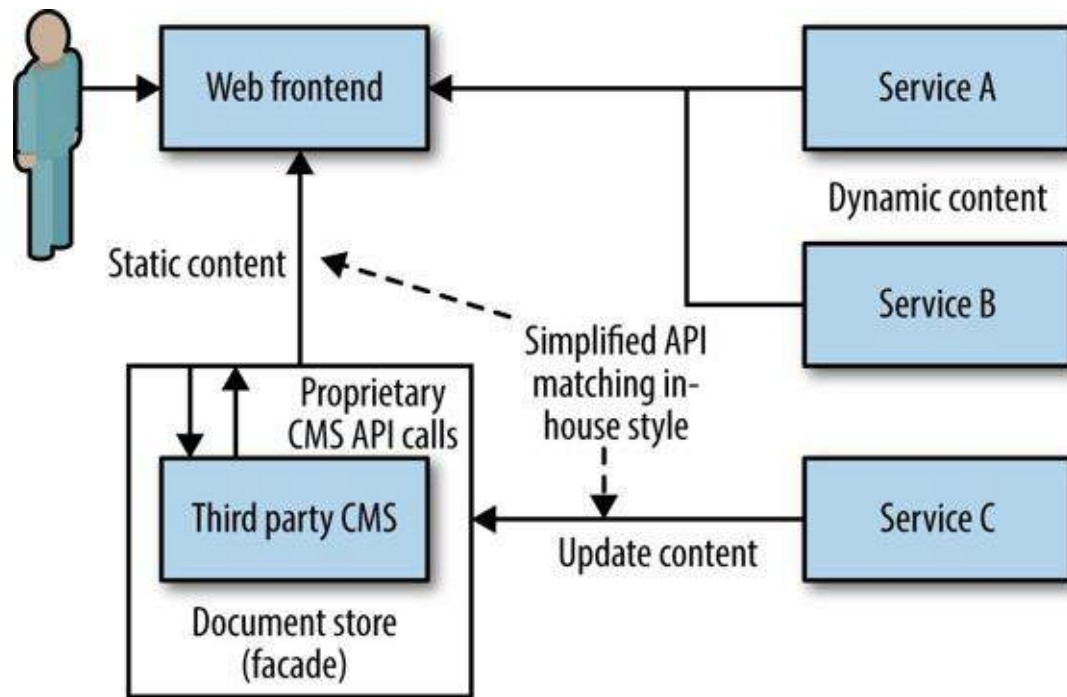 Web frontend
Service A
Dynamic content
Static content
Service B
Simplified API
matching in-
house style
Proprietary
CMS API calls
Third party CMS
Service C
Update content
Document store
(facade)